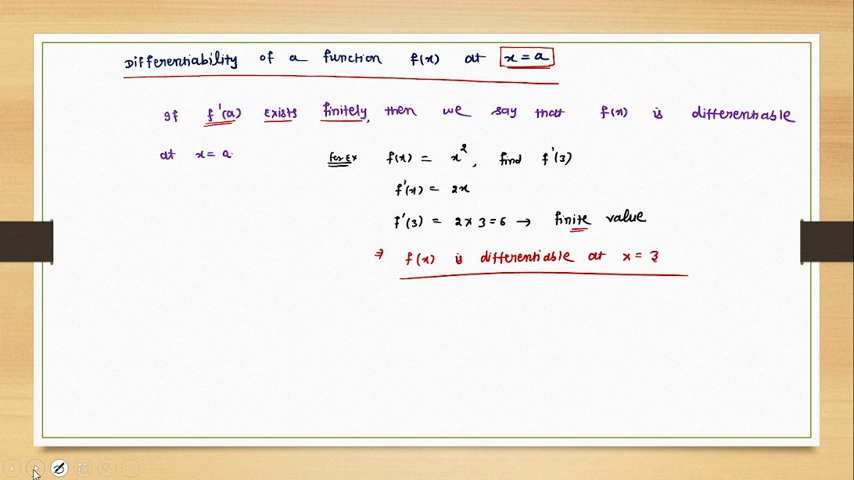 Differentiability of a function f(x) at x = a
If f'(a) Exists finitely, then we say that f(x) is differentiable
at x = a.
For Ex f(x) = x², find f'(3)
f'(x) = 2x
f'(3) = 2 × 3 = 6 → finite value
⇒ f(x) is differentiable at x = 3